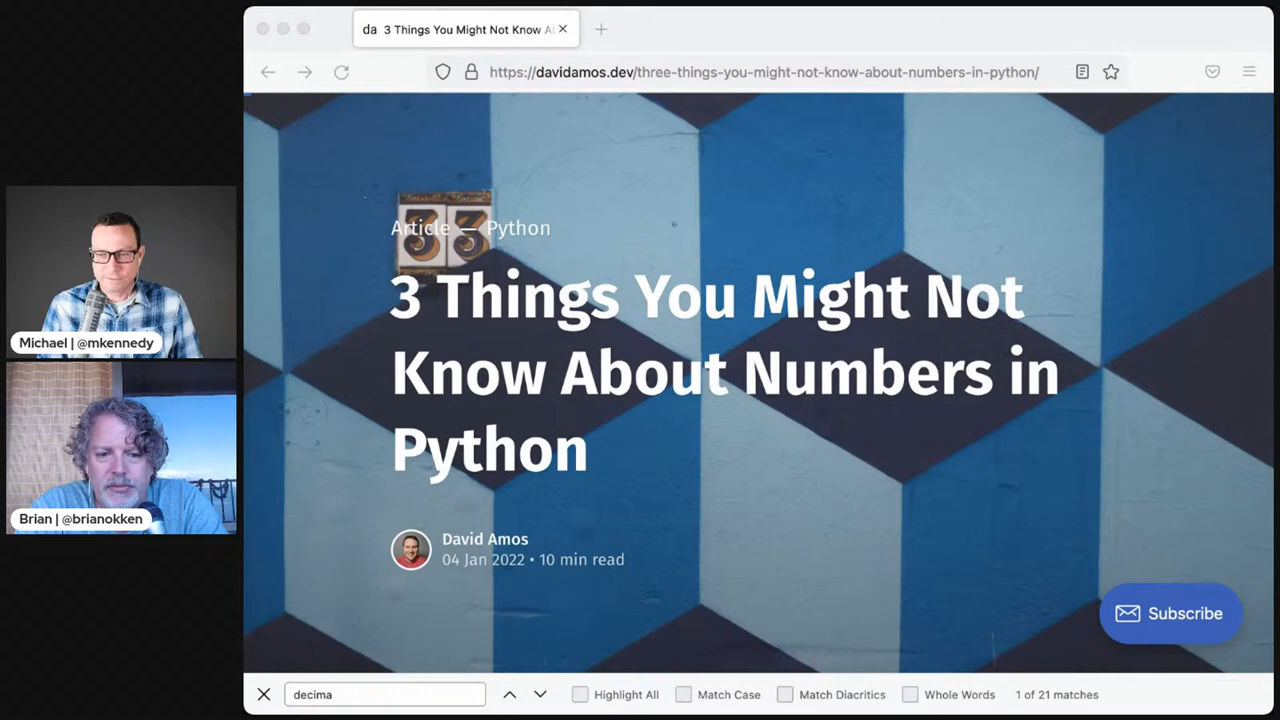 da 3 Things You Might Not Know A
https://davidamos.dev/three-things-you-might-not-know-about-numbers-in-python/
33
Article — Python
3 Things You Might Not
Know About Numbers in
Python
David Amos
04 Jan 2022 • 10 min read
Subscribe
Michael | @mkennedy
Brian | @brianokken
decima
Highlight All
Match Case
Match Diacritics
Whole Words
1 of 21 matches